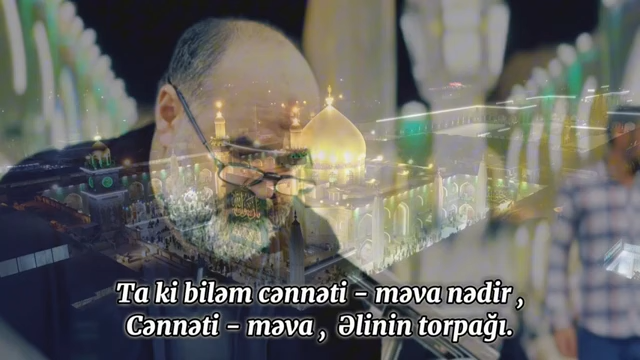 Ta ki biləm cənnəti - məva nədir ,
Cənnəti - məva , Əlinin torpağı.